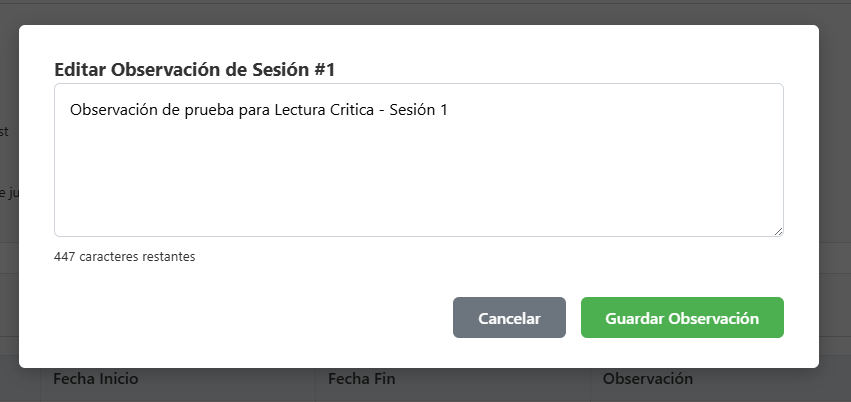 Editar Observación de Sesión #1
Observación de prueba para Lectura Critica - Sesión 1
st
e ju
447 caracteres restantes
Cancelar
Guardar Observación
Fecha Inicio
Fecha Fin
Observación